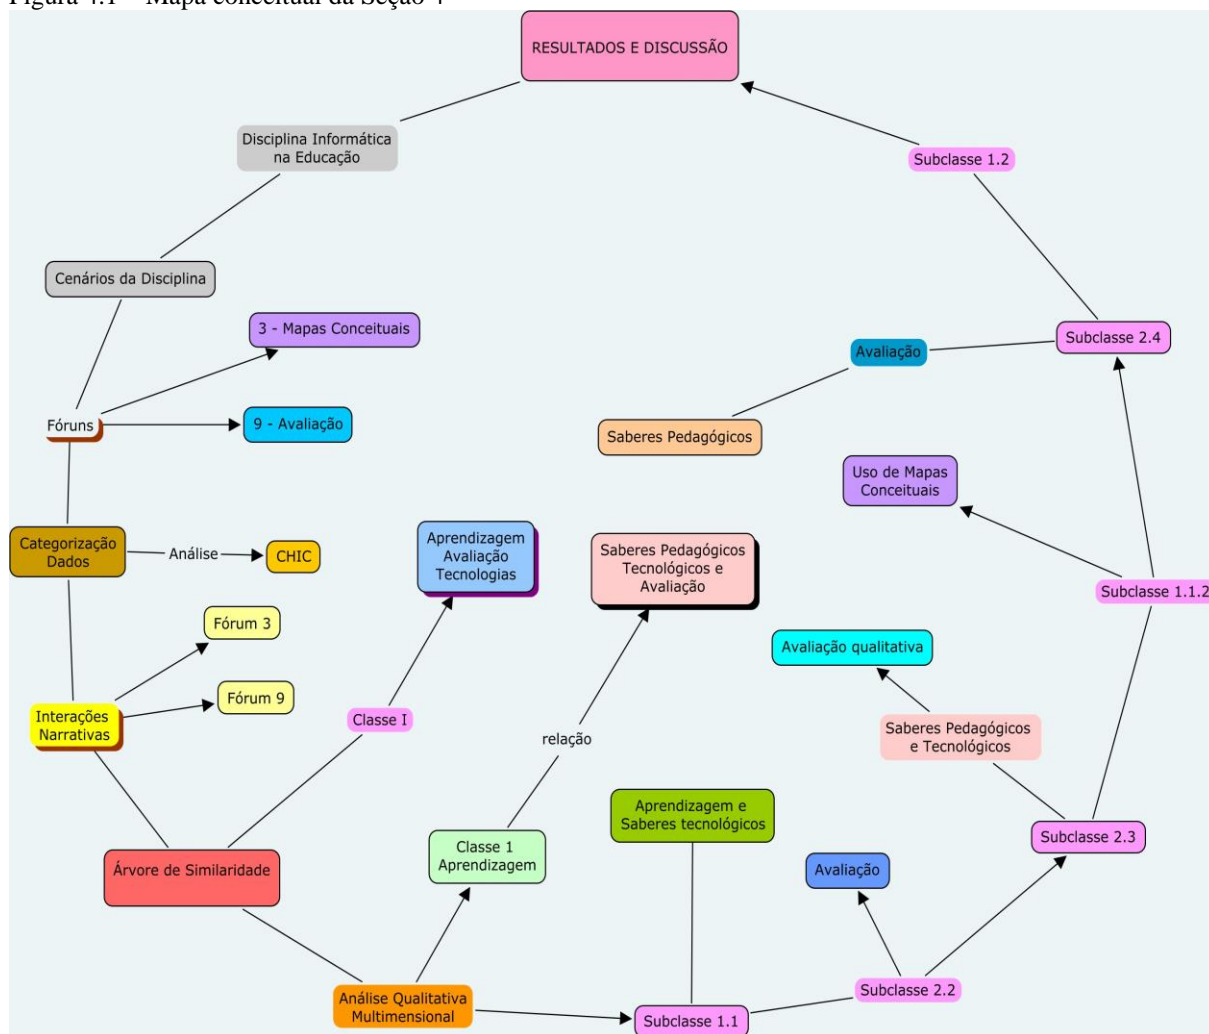 Figura 4.1 – Mapa conceitual da Seção 4
RESULTADOS E DISCUSSÃO
Disciplina Informática
na Educação
Subclasse 1.2
Cenários da Disciplina
3 - Mapas Conceituais
Subclasse 2.4
Avaliação
Fóruns
9 - Avaliação
Saberes Pedagógicos
Uso de Mapas
Conceituais
Categorização
Dados
Análise
CHIC
Aprendizagem
Avaliação
Tecnologias
Saberes Pedagógicos
Tecnológicos e
Avaliação
Subclasse 1.1.2
Fórum 3
Avaliação qualitativa
Fórum 9
Interações
Narrativas
Classe I
relação
Saberes Pedagógicos
e Tecnológicos
Aprendizagem e
Saberes tecnológicos
Subclasse 2.3
Classe 1
Aprendizagem
Árvore de Similaridade
Avaliação
Subclasse 2.2
Análise Qualitativa
Multimensional
Subclasse 1.1